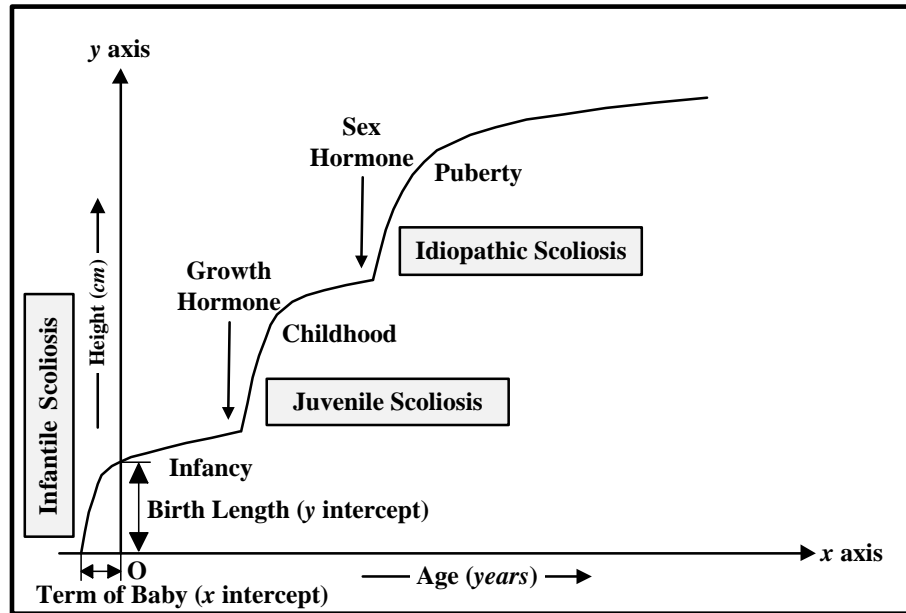 y axis
Sex
Hormone
Puberty
Idiopathic Scoliosis
Growth
Hormone
Height (cm)
Infantile Scoliosis
Childhood
Juvenile Scoliosis
Infancy
Birth Length (y intercept)
x axis
O
Age (years)
Term of Baby (x intercept)